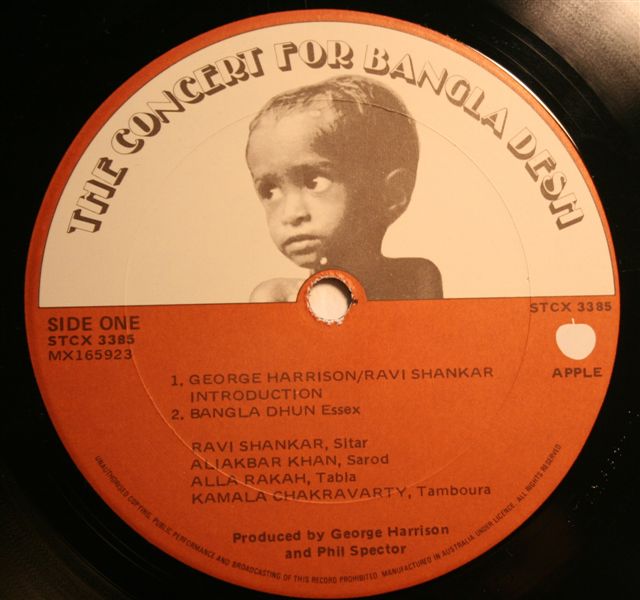 THE CONCERT FOR BANGLA DESH
SIDE ONE
STCX 3385
MX165923
STCX 3385
APPLE
1. GEORGE HARRISON/RAVI SHANKAR
INTRODUCTION
2. BANGLA DHUN Essex
RAVI SHANKAR, Sitar
ALIAKBAR KHAN, Sarod
ALLA RAKAH, Tabla
KAMALA CHAKRAVARTY, Tamboura
Produced by George Harrison
and Phil Spector
UNAUTHORISED COPYING, PUBLIC PERFORMANCE AND BROADCASTING OF THIS RECORD PROHIBITED. MANUFACTURED IN AUSTRALIA UNDER LICENCE. ALL RIGHTS RESERVED